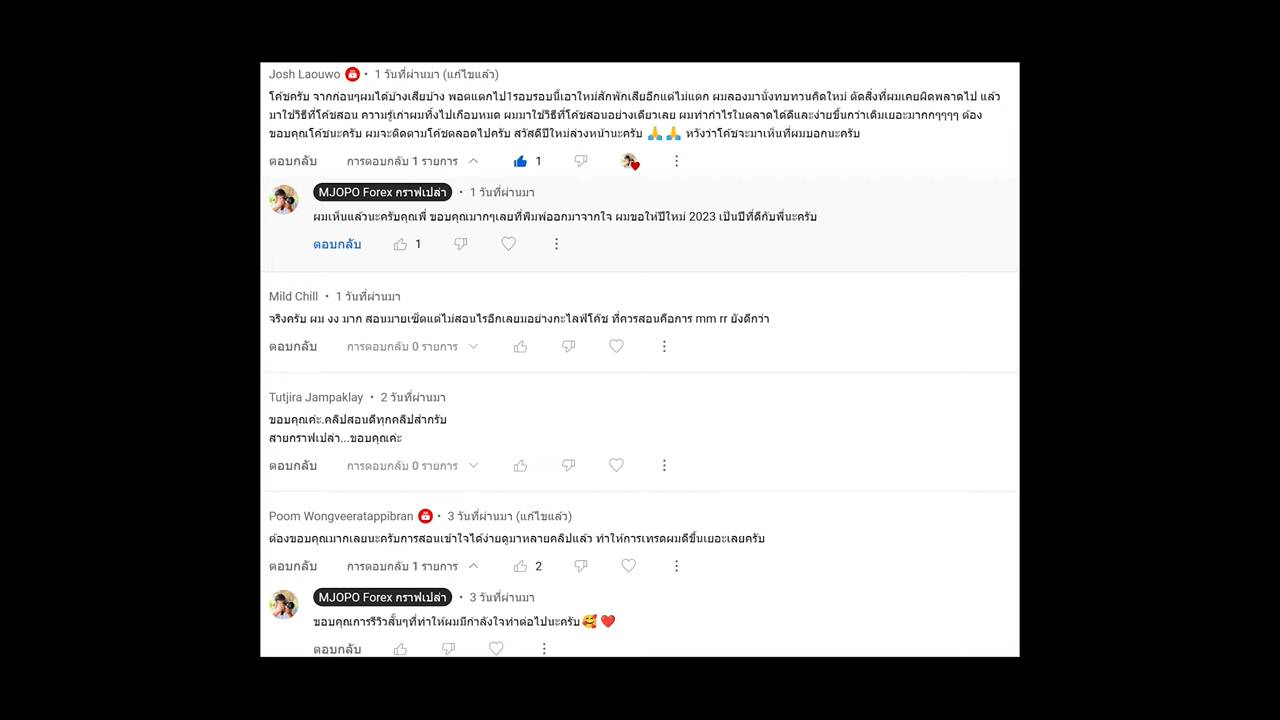 Josh Laouwo • 1 วันที่ผ่านมา (แก้ไขแล้ว)
โค้ชครับ จากก่อนๆผมได้บ้างเสียบ้าง พอตแตกไป1รอบรอบนี้เอาใหม่สักพักเสียอีกแต่ไม่แตก ผมลองมานั่งทบทวนคิดใหม่ ตัดสิ่งที่ผมเคยผิดพลาดไป แล้ว
มาใช้วิธีที่โค้ชสอน ความรู้เก่าผมทิ้งไปเกือบหมด ผมมาใช้วิธีที่โค้ชสอนอย่างเดียวเลย ผมทำกำไรในตลาดได้ดีและง่ายขึ้นกว่าเดิมเยอะมากกๆๆๆๆ ต้อง
ขอบคุณโค้ชนะครับ ผมจะติดตามโค้ชตลอดไปครับ สวัสดีปีใหม่ล่วงหน้านะครับ 🙏 🙏 หวังว่าโค้ชจะมาเห็นที่ผมบอกนะครับ
ตอบกลับ การตอบกลับ 1 รายการ 1
MJOPO Forex กราฟเปล่า • 1 วันที่ผ่านมา
ผมเห็นแล้วนะครับคุณพี่ ขอบคุณมากๆเลยที่พิมพ์ออกมาจากใจ ผมขอให้ปีใหม่ 2023 เป็นปีที่ดีกับพี่นะครับ
ตอบกลับ 1
Mild Chill • 1 วันที่ผ่านมา
จริงครับ ผม งง มาก สอนมายเซ็ตแต่ไม่สอนไรอีกเลยมอย่างกะไลฟ์โค้ช ที่ควรสอนคือการ mm rr ยังดีกว่า
ตอบกลับ การตอบกลับ 0 รายการ
Tutjira Jampaklay • 2 วันที่ผ่านมา
ขอบคุณค่ะ.คลิปสอนดีทุกคลิปสำกรับ
สายกราฟเปล่า...ขอบคุณค่ะ
ตอบกลับ การตอบกลับ 0 รายการ
Poom Wongveeratappibran • 3 วันที่ผ่านมา (แก้ไขแล้ว)
ต้องขอบคุณมากเลยนะครับการสอนเข้าใจได้ง่ายดูมาหลายคลิปแล้ว ทำให้การเทรดผมดีขึ้นเยอะเลยครับ
ตอบกลับ การตอบกลับ 1 รายการ 2
MJOPO Forex กราฟเปล่า • 3 วันที่ผ่านมา
ขอบคุณการรีวิวสั้นๆที่ทำให้ผมมีกำลังใจทำต่อไปนะครับ🥰 ❤️
ตอบกลับ